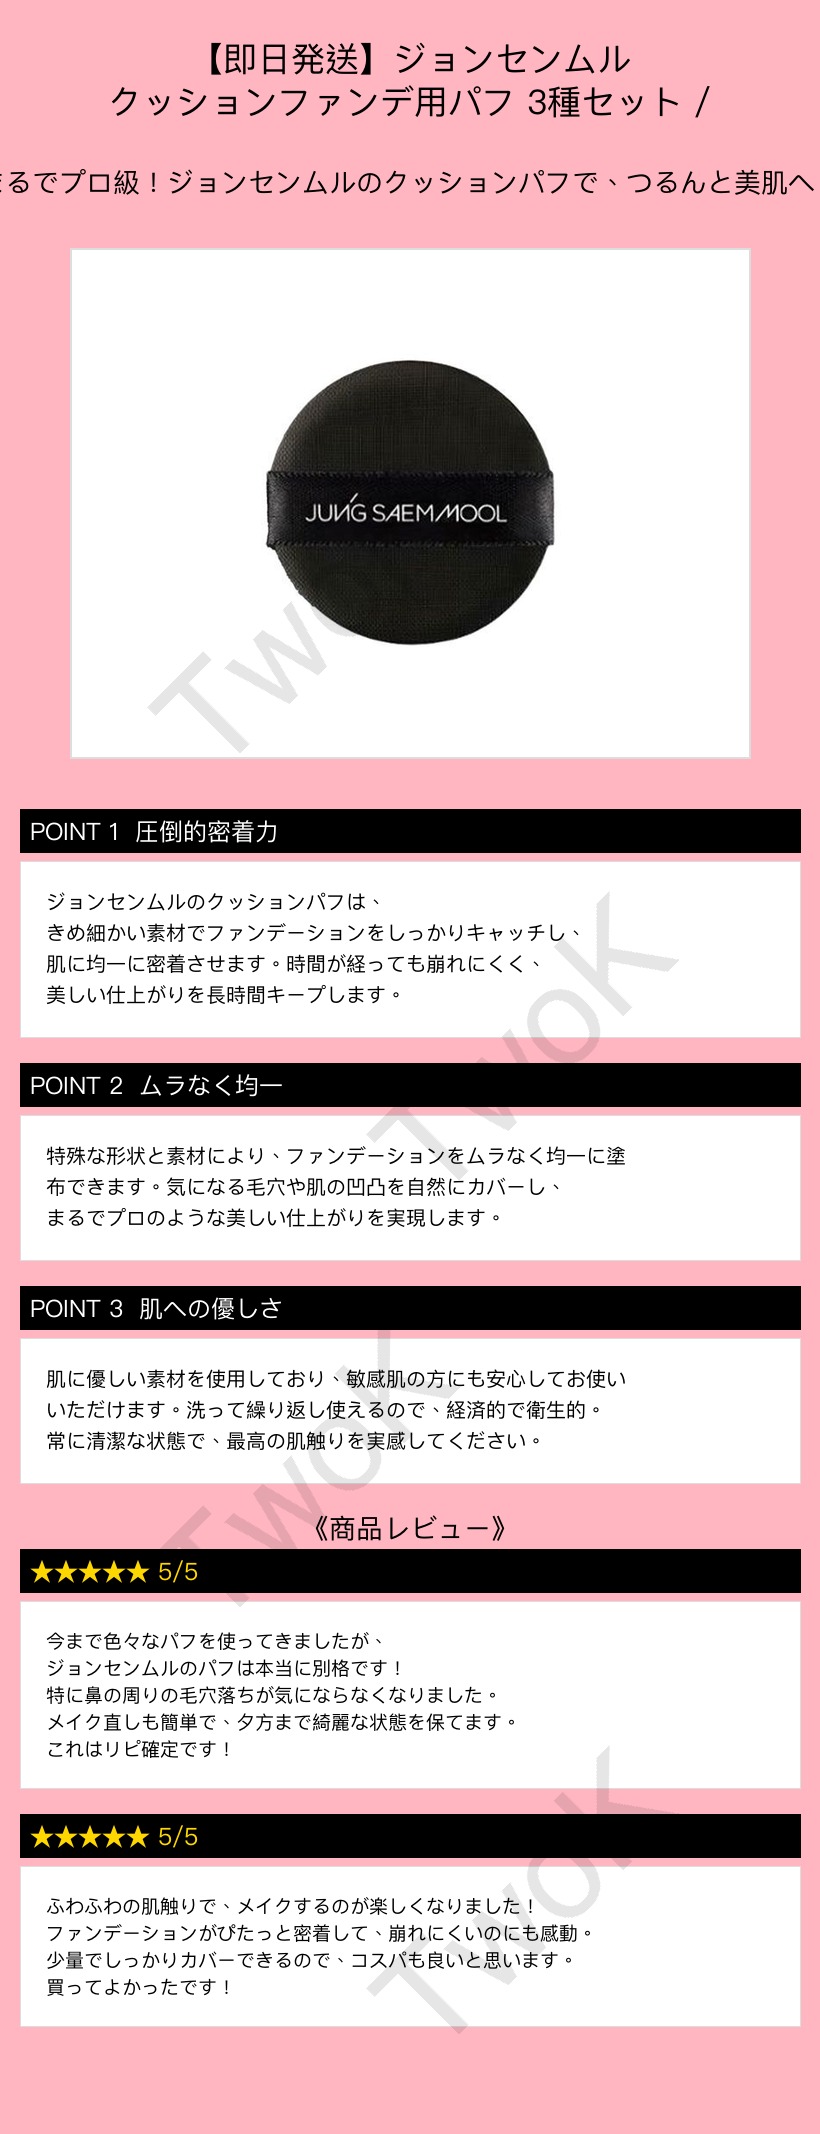 【即日発送】ジョンセンムル
クッションファンデ用パフ 3種セット /
るでプロ級！ジョンセンムルのクッションパフで、つるんと美肌へ
JUNG SAEM MOOL
TwoK
POINT 1 圧倒的密着力
ジョンセンムルのクッションパフは、
きめ細かい素材でファンデーションをしっかりキャッチし、
肌に均一に密着させます。時間が経っても崩れにくく、
美しい仕上がりを長時間キープします。
TwoK
POINT 2 ムラなく均一
特殊な形状と素材により、ファンデーションをムラなく均一に塗
布できます。気になる毛穴や肌の凹凸を自然にカバーし、
まるでプロのような美しい仕上がりを実現します。
POINT 3 肌への優しさ
肌に優しい素材を使用しており、敏感肌の方にも安心してお使い
いただけます。洗って繰り返し使えるので、経済的で衛生的。
常に清潔な状態で、最高の肌触りを実感してください。
TwoK
《商品レビュー》
★★★★★ 5/5
今まで色々なパフを使ってきましたが、
ジョンセンムルのパフは本当に別格です！
特に鼻の周りの毛穴落ちが気にならなくなりました。
メイク直しも簡単で、夕方まで綺麗な状態を保てます。
これはリピ確定です！
★★★★★ 5/5
ふわふわの肌触りで、メイクするのが楽しくなりました！
ファンデーションがぴたっと密着して、崩れにくいのにも感動。
少量でしっかりカバーできるので、コスパも良いと思います。
買ってよかったです！
TwoK